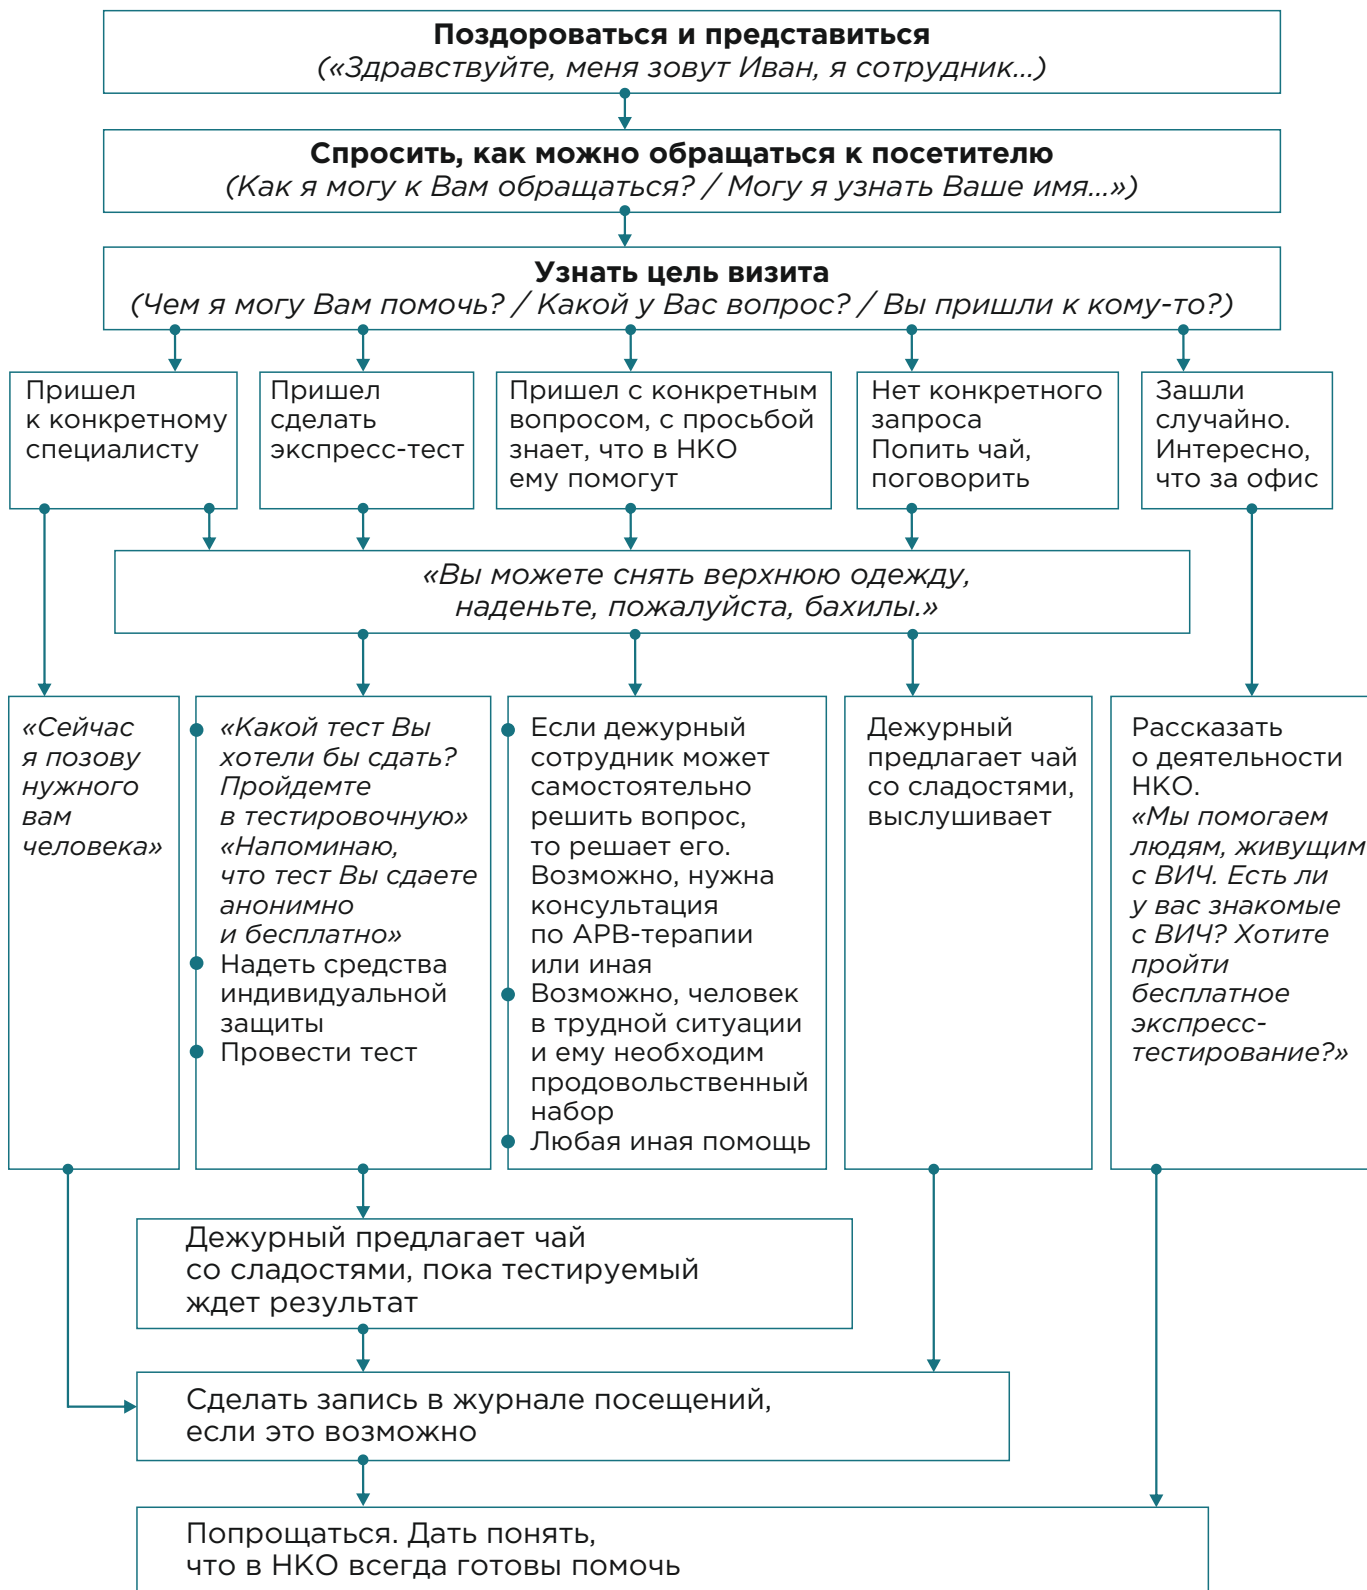 Поздороваться и представиться
(«Здравствуйте, меня зовут Иван, я сотрудник...)
Спросить, как можно обращаться к посетителю
(Как я могу к Вам обращаться? / Могу я узнать Ваше имя...»)
Узнать цель визита
(Чем я могу Вам помочь? / Какой у Вас вопрос? / Вы пришли к кому-то?)
Пришел
к конкретному
специалисту
Пришел
сделать
экспресс-тест
Пришел с конкретным
вопросом, с просьбой
знает, что в НКО
ему помогут
Нет конкретного
запроса
Попить чай,
поговорить
Зашли
случайно.
Интересно,
что за офис
«Вы можете снять верхнюю одежду,
наденьте, пожалуйста, бахилы.»
«Сейчас
я позову
нужного
вам
человека»
«Какой тест Вы
хотели бы сдать?
Пройдемте
в тестировочную»
«Напоминаю,
что тест Вы сдаете
анонимно
и бесплатно»
Надеть средства
индивидуальной
защиты
Провести тест
Если дежурный
сотрудник может
самостоятельно
решить вопрос,
то решает его.
Возможно, нужна
консультация
по АРВ-терапии
или иная
Возможно, человек
в трудной ситуации
и ему необходим
продовольственный
набор
Любая иная помощь
Дежурный
предлагает чай
со сладостями,
выслушивает
Рассказать
о деятельности
НКО.
«Мы помогаем
людям, живущим
с ВИЧ. Есть ли
у вас знакомые
с ВИЧ? Хотите
пройти
бесплатное
экспресс-
тестирование?»
Дежурный предлагает чай
со сладостями, пока тестируемый
ждет результат
Сделать запись в журнале посещений,
если это возможно
Попрощаться. Дать понять,
что в НКО всегда готовы помочь